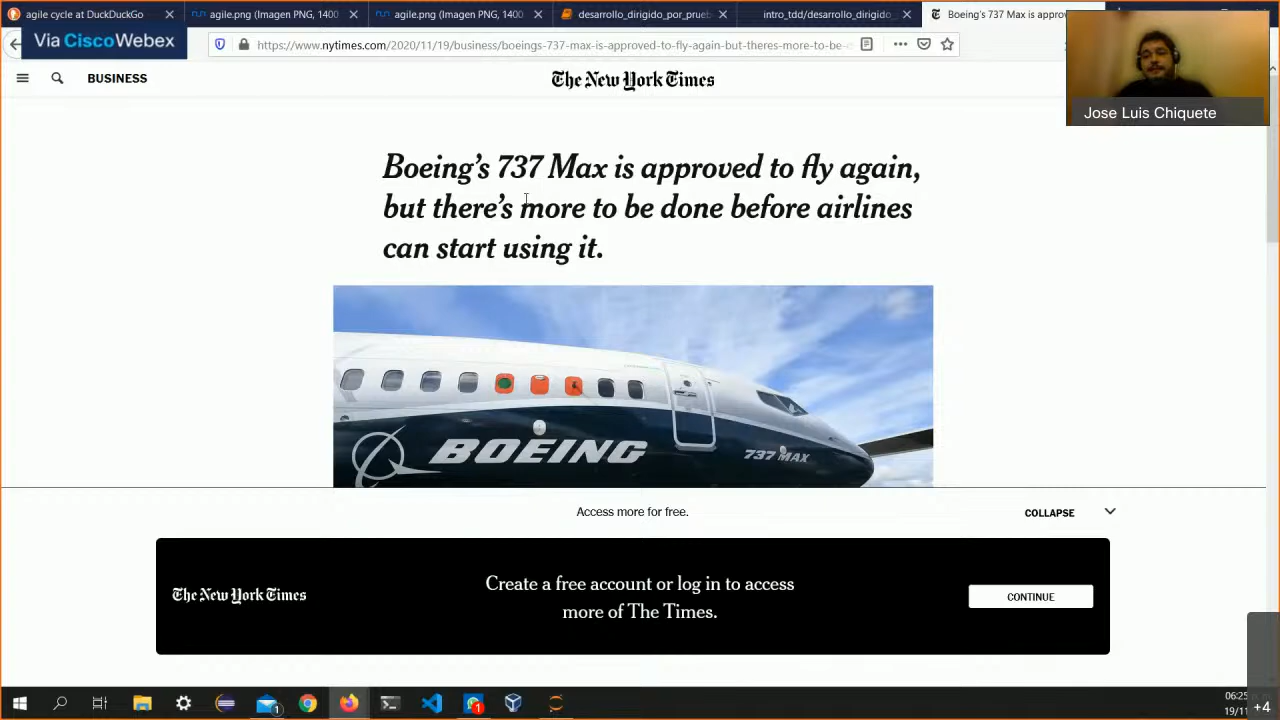 agile cycle at DuckDuckGo
agile.png (Imagen PNG, 1400
agile.png (Imagen PNG, 1400
desarrollo_dirigido_por_prueb
intro_tdd/desarrollo_dirigido_
Boeing's 737 Max is approv
Via CiscoWebex
https://www.nytimes.com/2020/11/19/business/boeings-737-max-is-approved-to-fly-again-but-theres-more-to-be-
BUSINESS
The New York Times
Jose Luis Chiquete
Boeing's 737 Max is approved to fly again,
but there's more to be done before airlines
can start using it.
BOEING
737 MAX
Access more for free.
COLLAPSE
The New York Times
Create a free account or log in to access
more of The Times.
CONTINUE
1
1
06:25
19/11
+4